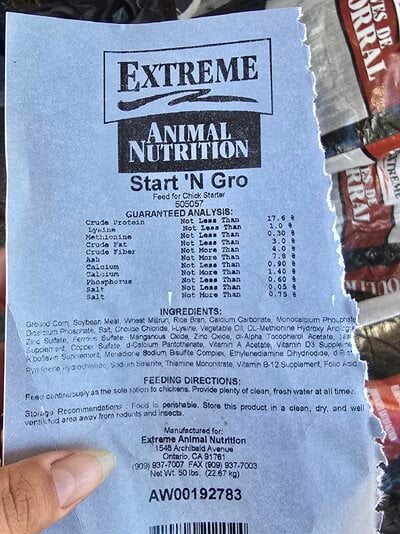 EXTREME
ANIMAL
NUTRITION
Start 'N Gro
Feed for Chick Starter
505057
GUARANTEED ANALYSIS:
Crude Protein Not Less Than 17.6 %
Lysine Not Less Than 1.0 %
Methionine Not Less Than 0.30 %
Crude Fat Not Less Than 3.0 %
Crude Fiber Not More Than 4.0 %
Ash Not More Than 7.8 %
Calcium Not Less Than 0.90 %
Calcium Not More Than 1.40 %
Phosphorus Not Less Than 0.60 %
Salt Not Less Than 0.05 %
Salt Not More Than 0.75 %
INGREDIENTS:
Ground Corn, Soybean Meal, Wheat Millrun, Rice Bran, Calcium Carbonate, Monocalcium Phosphate
Dicalcium Phosphate, Salt, Choline Chloride, L-Lysine, Vegetable Oil, DL-Methionine Hydroxy
Zinc Sulfate, Ferrous Sulfate, Manganous Oxide, Zinc Oxide, dl-Alpha Tocopherol Acetate,
Supplement, Copper Sulfate, d-Calcium Pantothenate, Vitamin A Acetate, Vitamin D3
Riboflavin Supplement, Menadione Sodium Bisulfite Complex, Ethylenediamine Dihydriodide,
Pyridoxine Hydrochloride, Sodium Selenite, Thiamine Mononitrate, Vitamin B-12 Supplement, Folic Acid
FEEDING DIRECTIONS:
Feed continuously as the sole ration to chickens. Provide plenty of clean, fresh water at all time
Storage Recommendations: Feed is perishable. Store this product in a clean, dry, and well
ventilated area away from rodents and insects.
Manufactured for:
Extreme Animal Nutrition
1548 Archibald Avenue
Ontario, CA 91761
(909) 937-7007 FAX (909) 937-7003
Net Wt. 50 lbs. (22.67 kg)
AW00192783